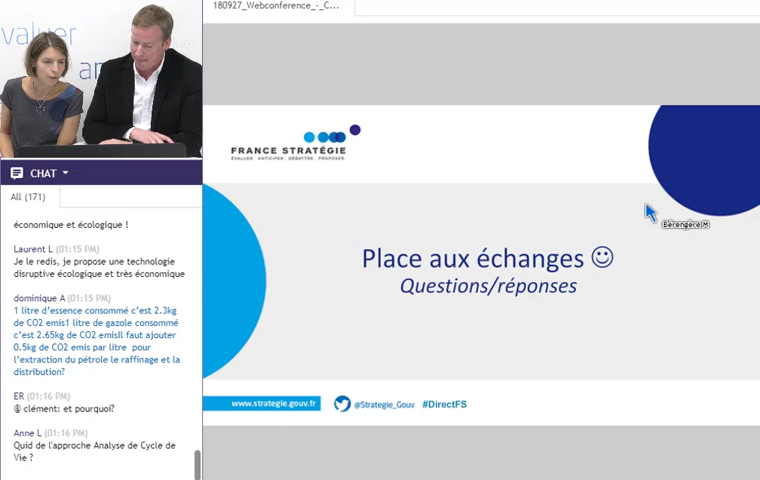 180927_Webconference_-_C...
valuer
an
CHAT
All (171)
économique et écologique !
Laurent L (01:15 PM)
Je le redis, je propose une technologie
disruptive écologique et très économique
dominique A (01:15 PM)
1 litre d’essence consommé c’est 2.3kg
de CO2 emis1 litre de gazole consommé
c’est 2.65kg de CO2 emisIl faut ajouter
0.5kg de CO2 emis par litre pour
l’extraction du pétrole le raffinage et la
distribution?
ER (01:16 PM)
@ clément: et pourquoi?
Anne L (01:16 PM)
Quid de l'approche Analyse de Cycle de
Vie ?
FRANCE STRATÉGIE
ÉVALUER. ANTICIPER. DÉBATTRE. PROPOSER.
Bérengère M
Place aux échanges ☺
Questions/réponses
www.strategie.gouv.fr
@Strategie_Gouv
#DirectFS